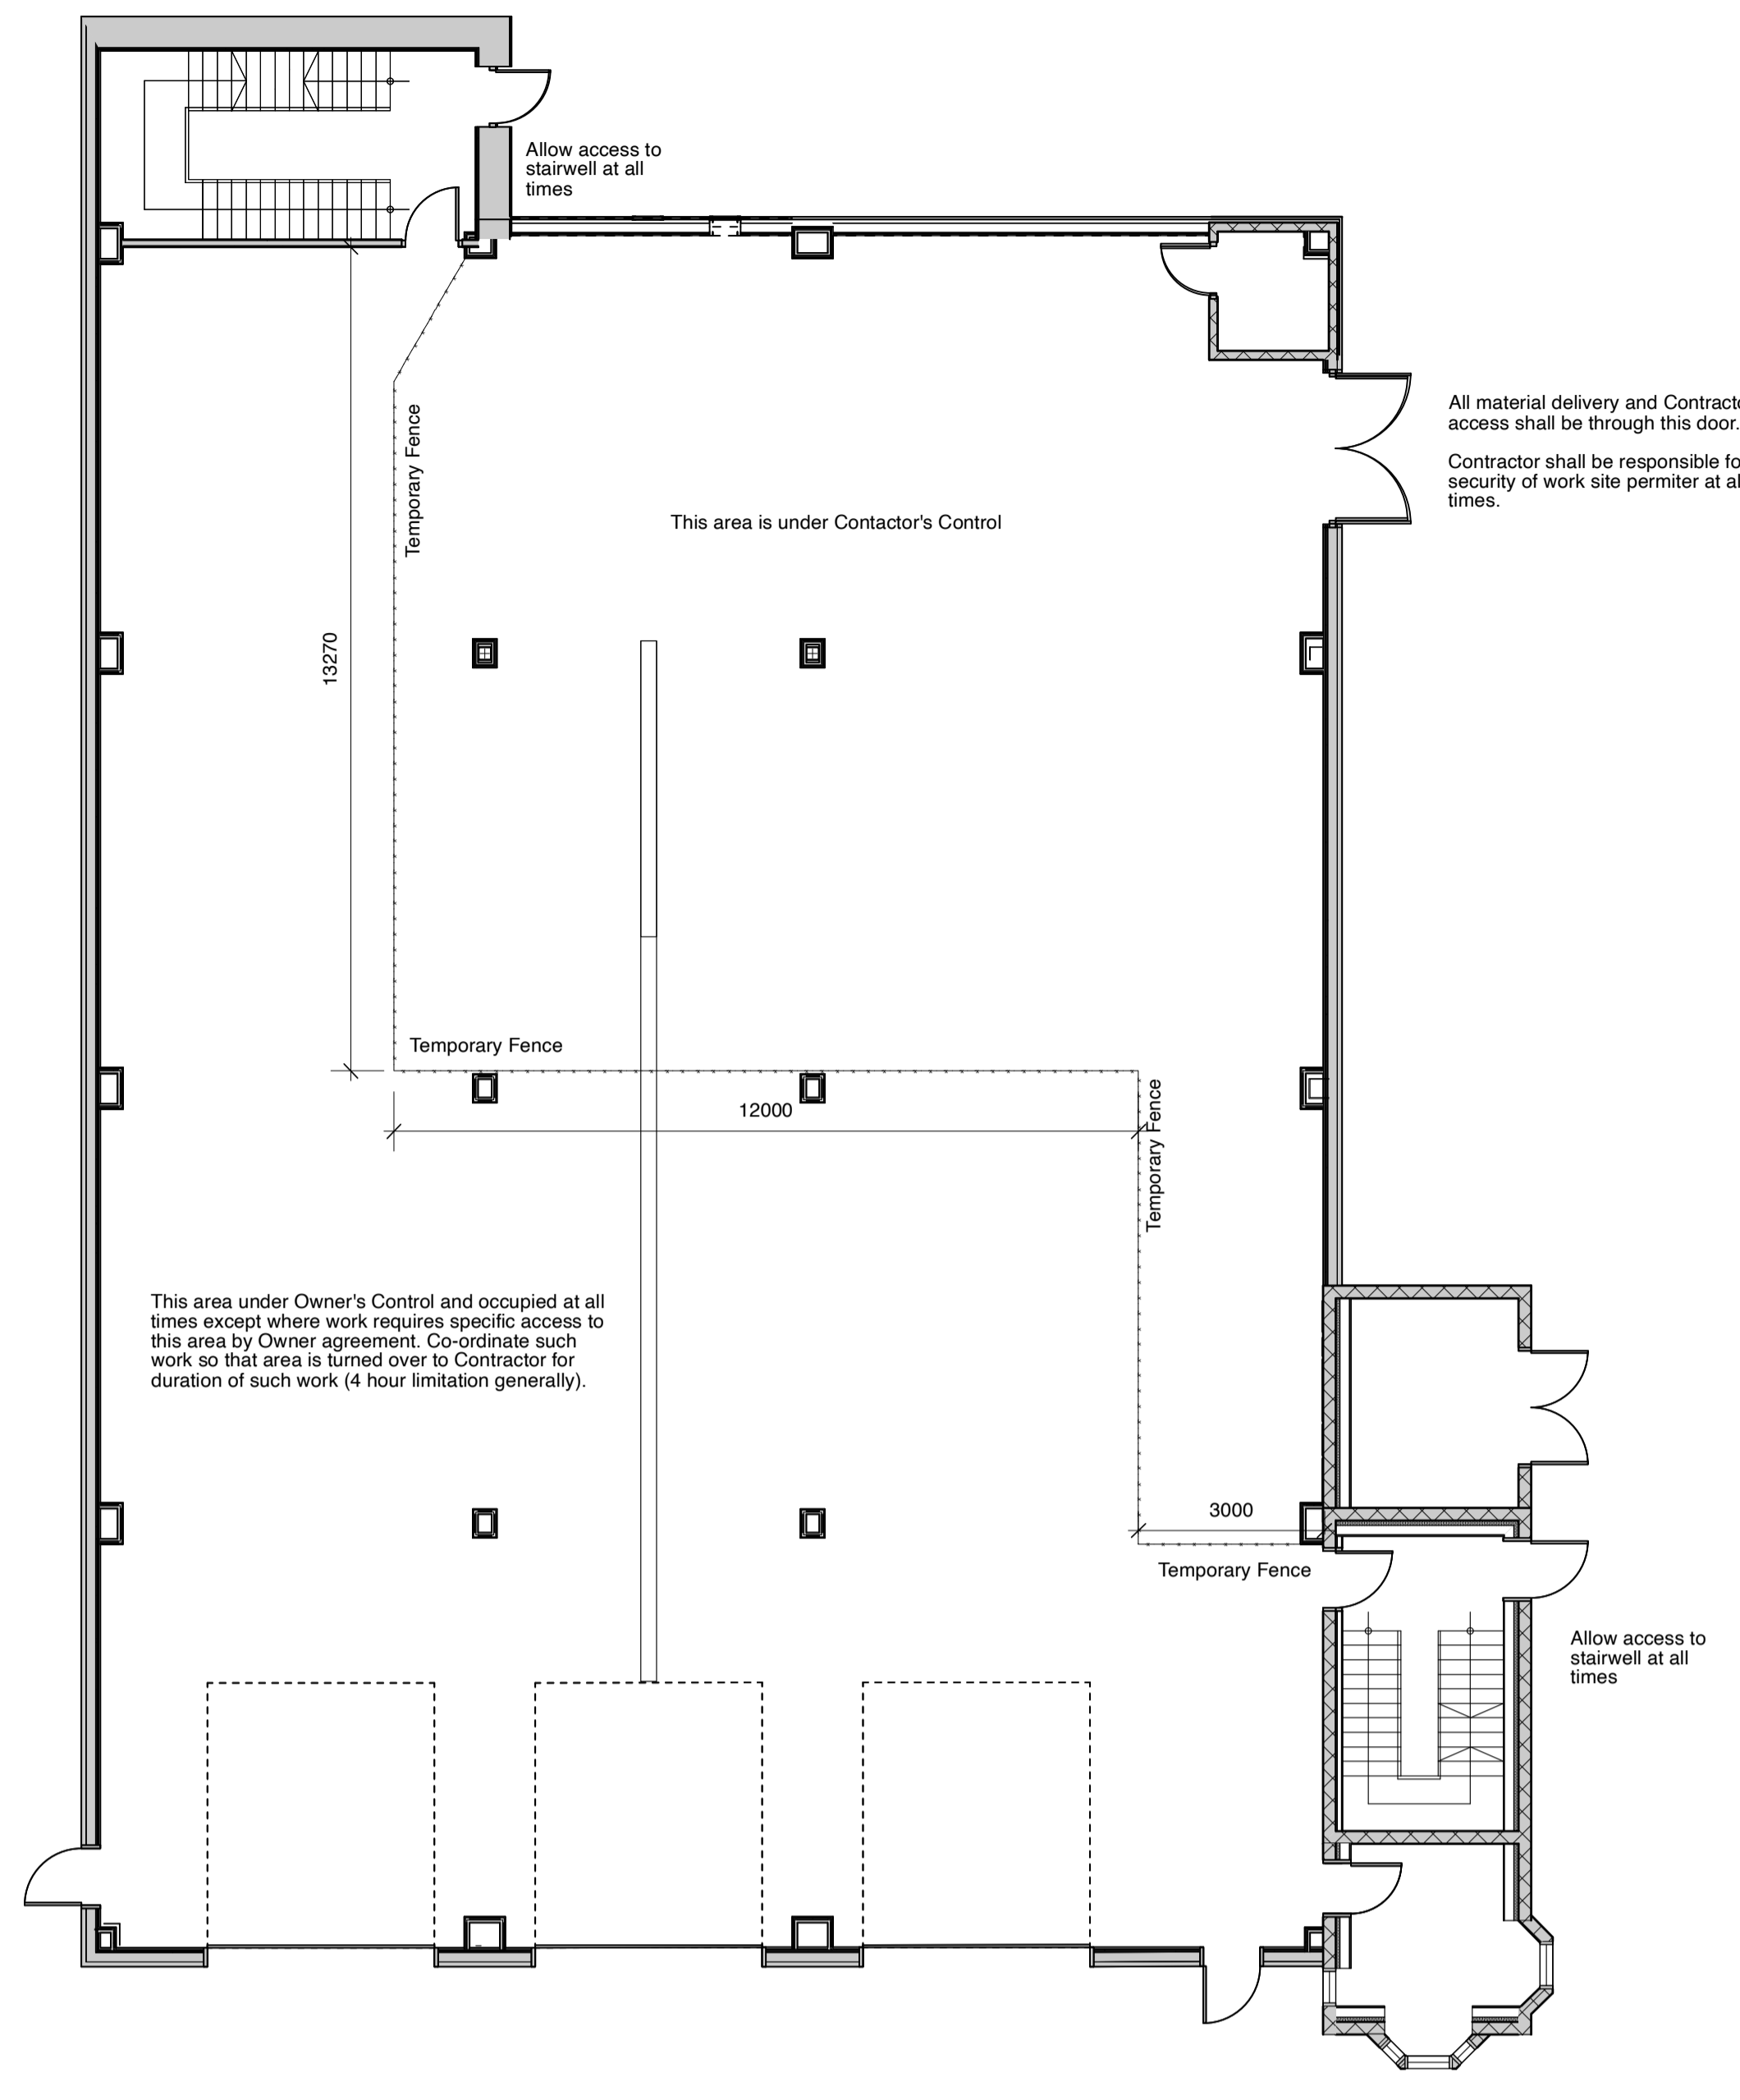 Allow access to
stairwell at all
times
All material delivery and Contracto
access shall be through this door.
Temporary Fence
Contractor shall be responsible fo
security of work site permiter at al
times.
This area is under Contactor's Control
13270
Temporary Fence
12000
Temporary Fence
This area under Owner's Control and occupied at all
times except where work requires specific access to
this area by Owner agreement. Co-ordinate such
work so that area is turned over to Contractor for
duration of such work (4 hour limitation generally).
3000
Temporary Fence
Allow access to
stairwell at all
times